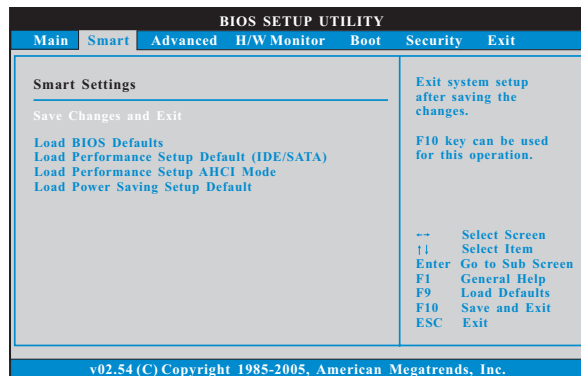 BIOS SETUP UTILITY
Main Smart Advanced H/W Monitor Boot Security Exit
Smart Settings
Save Changes and Exit
Load BIOS Defaults
Load Performance Setup Default (IDE/SATA)
Load Performance Setup AHCI Mode
Load Power Saving Setup Default
Exit system setup
after saving the
changes.
F10 key can be used
for this operation.
←→ Select Screen
↑↓ Select Item
Enter Go to Sub Screen
F1 General Help
F9 Load Defaults
F10 Save and Exit
ESC Exit
v02.54 (C) Copyright 1985-2005, American Megatrends, Inc.